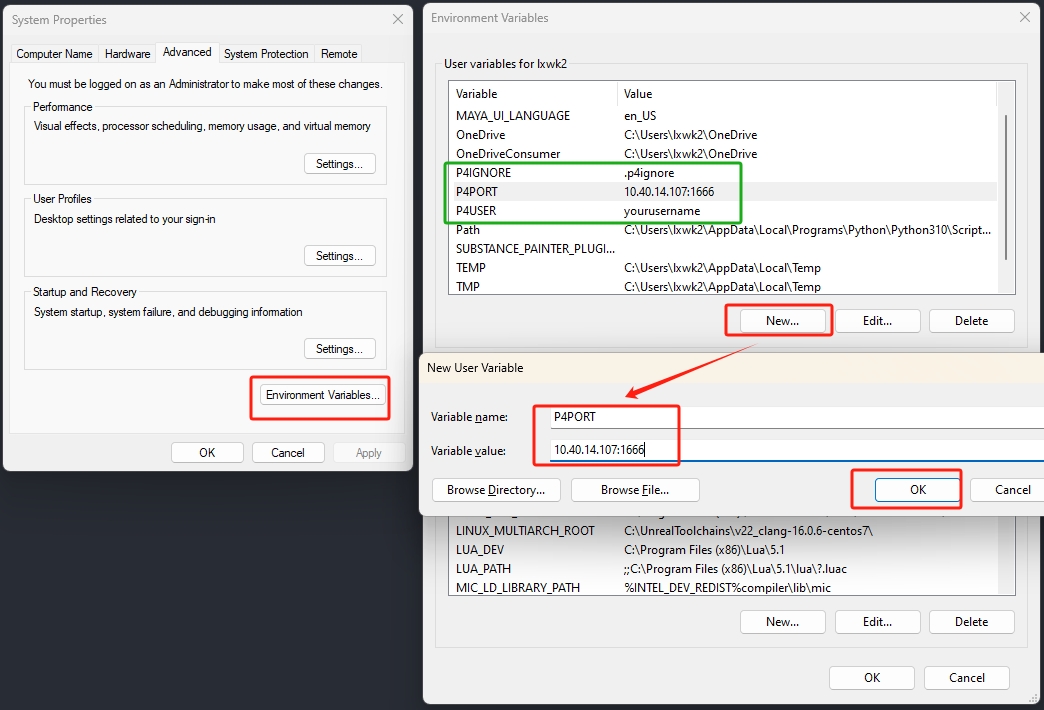 System Properties
Computer Name Hardware Advanced System Protection Remote
You must be logged on as an Administrator to make most of these changes.
Performance
Visual effects, processor scheduling, memory usage, and virtual memory
Settings...
User Profiles
Desktop settings related to your sign-in
Settings...
Startup and Recovery
System startup, system failure, and debugging information
Settings...
Environment Variables...
OK Cancel Apply
Environment Variables
User variables for lxwk2
Variable Value
MAYA_UI_LANGUAGE en_US
OneDrive C:\Users\lxwk2\OneDrive
OneDriveConsumer C:\Users\lxwk2\OneDrive
P4IGNORE .p4ignore
P4PORT 10.40.14.107:1666
P4USER yourusername
Path C:\Users\lxwk2\AppData\Local\Programs\Python\Python310\Script...
SUBSTANCE_PAINTER_PLUGI...
TEMP C:\Users\lxwk2\AppData\Local\Temp
TMP C:\Users\lxwk2\AppData\Local\Temp
New... Edit... Delete
New User Variable
Variable name: P4PORT
Variable value: 10.40.14.107:1666
Browse Directory... Browse File... OK Cancel
LINUX_MULTIARCH_ROOT C:\UnrealToolchains\v22_clang-16.0.6-centos7\
LUA_DEV C:\Program Files (x86)\Lua\5.1
LUA_PATH ;;C:\Program Files (x86)\Lua\5.1\lua\?.luac
MIC_LD_LIBRARY_PATH %INTEL_DEV_REDIST%compiler\lib\mic
New... Edit... Delete
OK Cancel